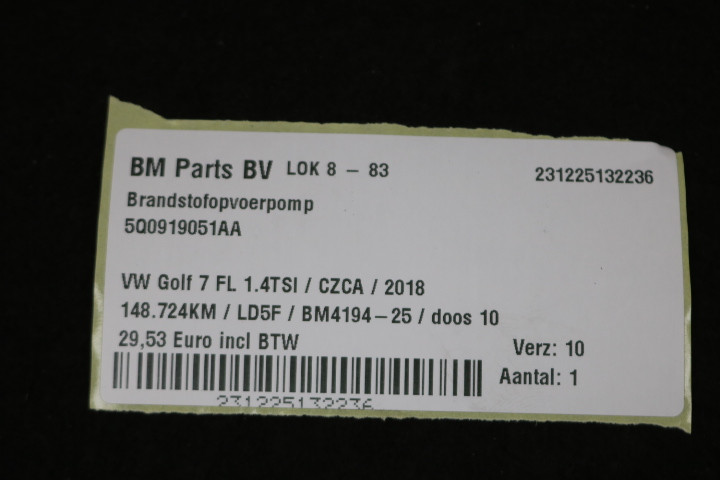 BM Parts BV LOK 8 – 83 231225132236
Brandstofopvoerpomp
5Q0919051AA
VW Golf 7 FL 1.4TSI / CZCA / 2018
148.724KM / LD5F / BM4194-25 / doos 10
29,53 Euro incl BTW
Verz: 10
Aantal: 1
231225132236